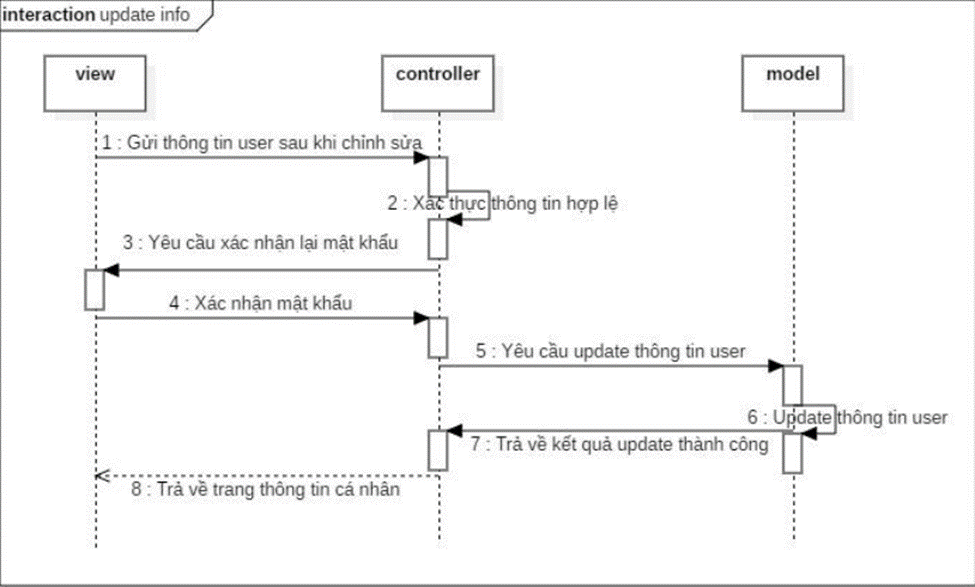 interaction update info
view
controller
model
1 : Gửi thông tin user sau khi chỉnh sửa
2 : Xác thực thông tin hợp lệ
3 : Yêu cầu xác nhận lại mật khẩu
4 : Xác nhận mật khẩu
5 : Yêu cầu update thông tin user
6 : Update thông tin user
7 : Trả về kết quả update thành công
8 : Trả về trang thông tin cá nhân